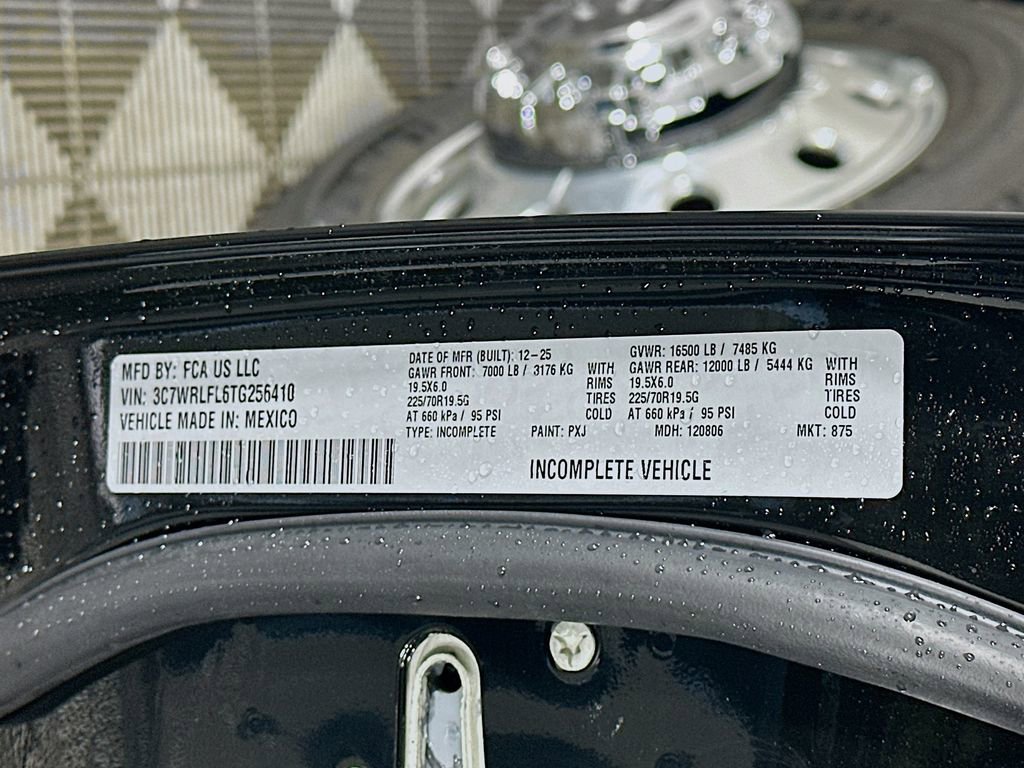 MFD BY: FCA US LLC
VIN: 3C7WRLFL6TG256410
VEHICLE MADE IN: MEXICO
DATE OF MFR (BUILT): 12-25
GAWR FRONT: 7000 LB / 3176 KG WITH
19.5X6.0 RIMS
225/70R19.5G TIRES
AT 660 kPa / 95 PSI COLD
GVWR: 16500 LB / 7485 KG
GAWR REAR: 12000 LB / 5444 KG WITH
19.5X6.0 RIMS
225/70R19.5G TIRES
AT 660 kPa / 95 PSI COLD
TYPE: INCOMPLETE PAINT: PXJ MDH: 120806 MKT: 875
INCOMPLETE VEHICLE